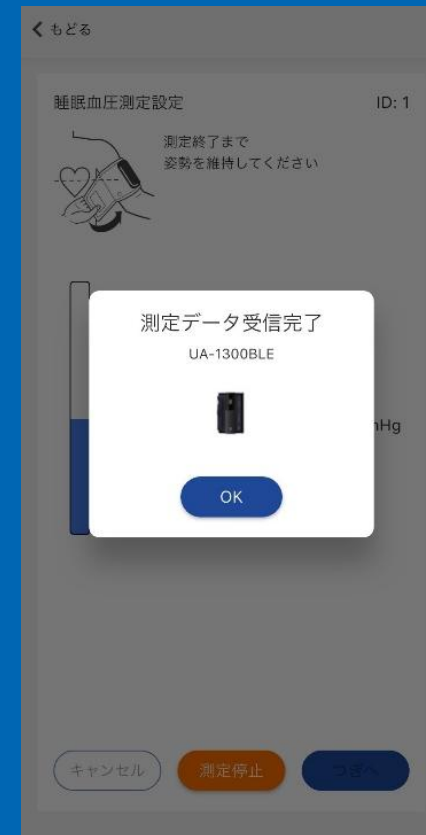 もどる
睡眠血圧測定設定 ID: 1
測定終了まで
姿勢を維持してください
測定データ受信完了
UA-1300BLE
mHg
OK
キャンセル 測定停止 つぎへ